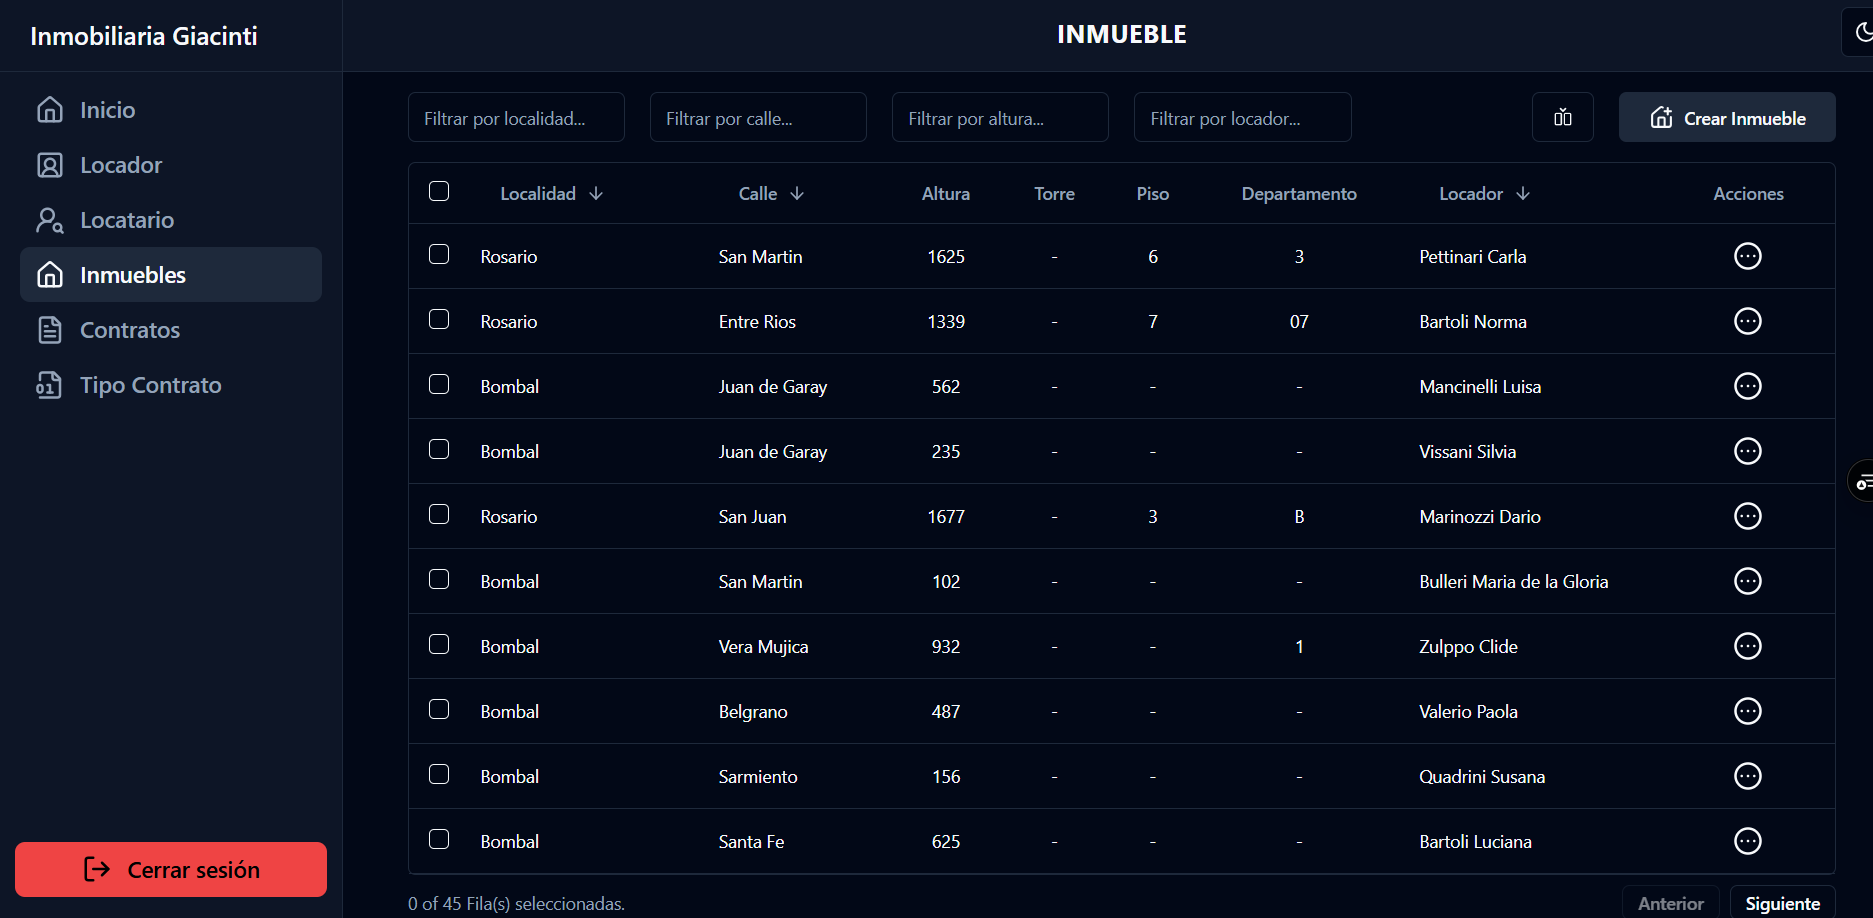 Inmobiliaria Giacinti
INMUEBLE
Inicio
Locador
Locatario
Inmuebles
Contratos
Tipo Contrato
Cerrar sesión
Filtrar por localidad... Filtrar por calle... Filtrar por altura... Filtrar por locador... Crear Inmueble
Localidad Calle Altura Torre Piso Departamento Locador Acciones
Rosario San Martin 1625 - 6 3 Pettinari Carla
Rosario Entre Rios 1339 - 7 07 Bartoli Norma
Bombal Juan de Garay 562 - - - Mancinelli Luisa
Bombal Juan de Garay 235 - - - Vissani Silvia
Rosario San Juan 1677 - 3 B Marinozzi Dario
Bombal San Martin 102 - - - Bulleri Maria de la Gloria
Bombal Vera Mujica 932 - - 1 Zulppo Clide
Bombal Belgrano 487 - - - Valerio Paola
Bombal Sarmiento 156 - - - Quadrini Susana
Bombal Santa Fe 625 - - - Bartoli Luciana
0 of 45 Fila(s) seleccionadas. Anterior Siguiente